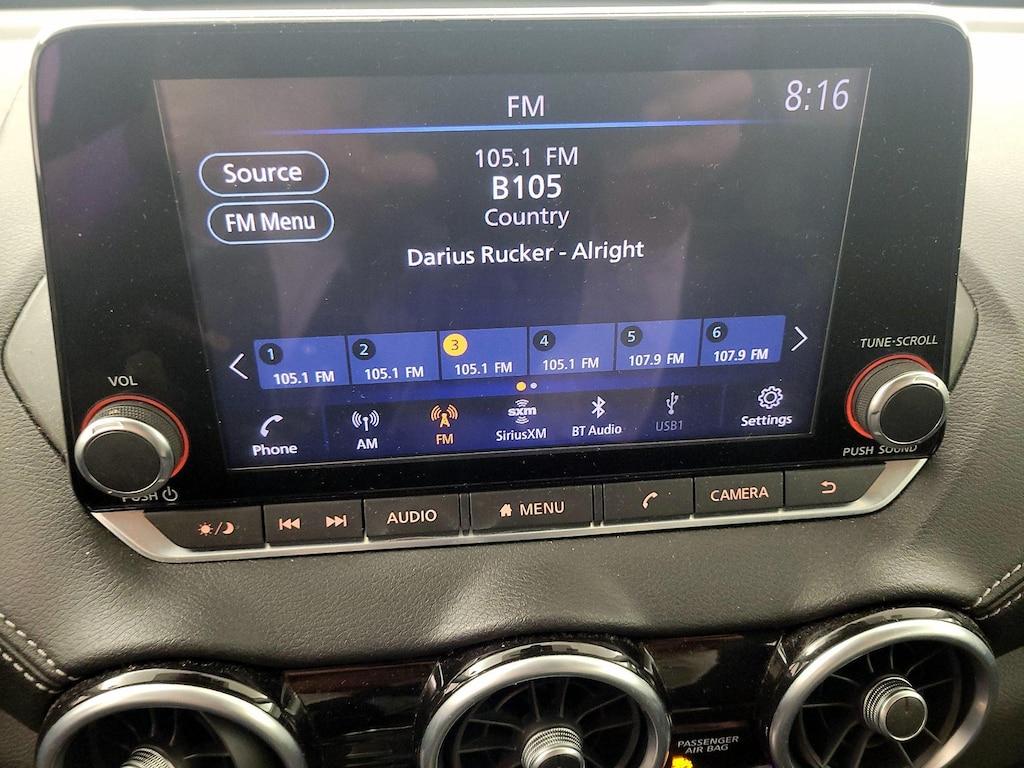 FM
8:16
Source
FM Menu
105.1 FM
B105
Country
Darius Rucker - Alright
1
105.1 FM
2
105.1 FM
3
105.1 FM
4
105.1 FM
5
107.9 FM
6
107.9 FM
Phone
AM
FM
sxm
SiriusXM
BT Audio
USB1
Settings
VOL
PUSH
TUNE·SCROLL
PUSH SOUND
AUDIO
MENU
CAMERA
PASSENGER
AIR BAG